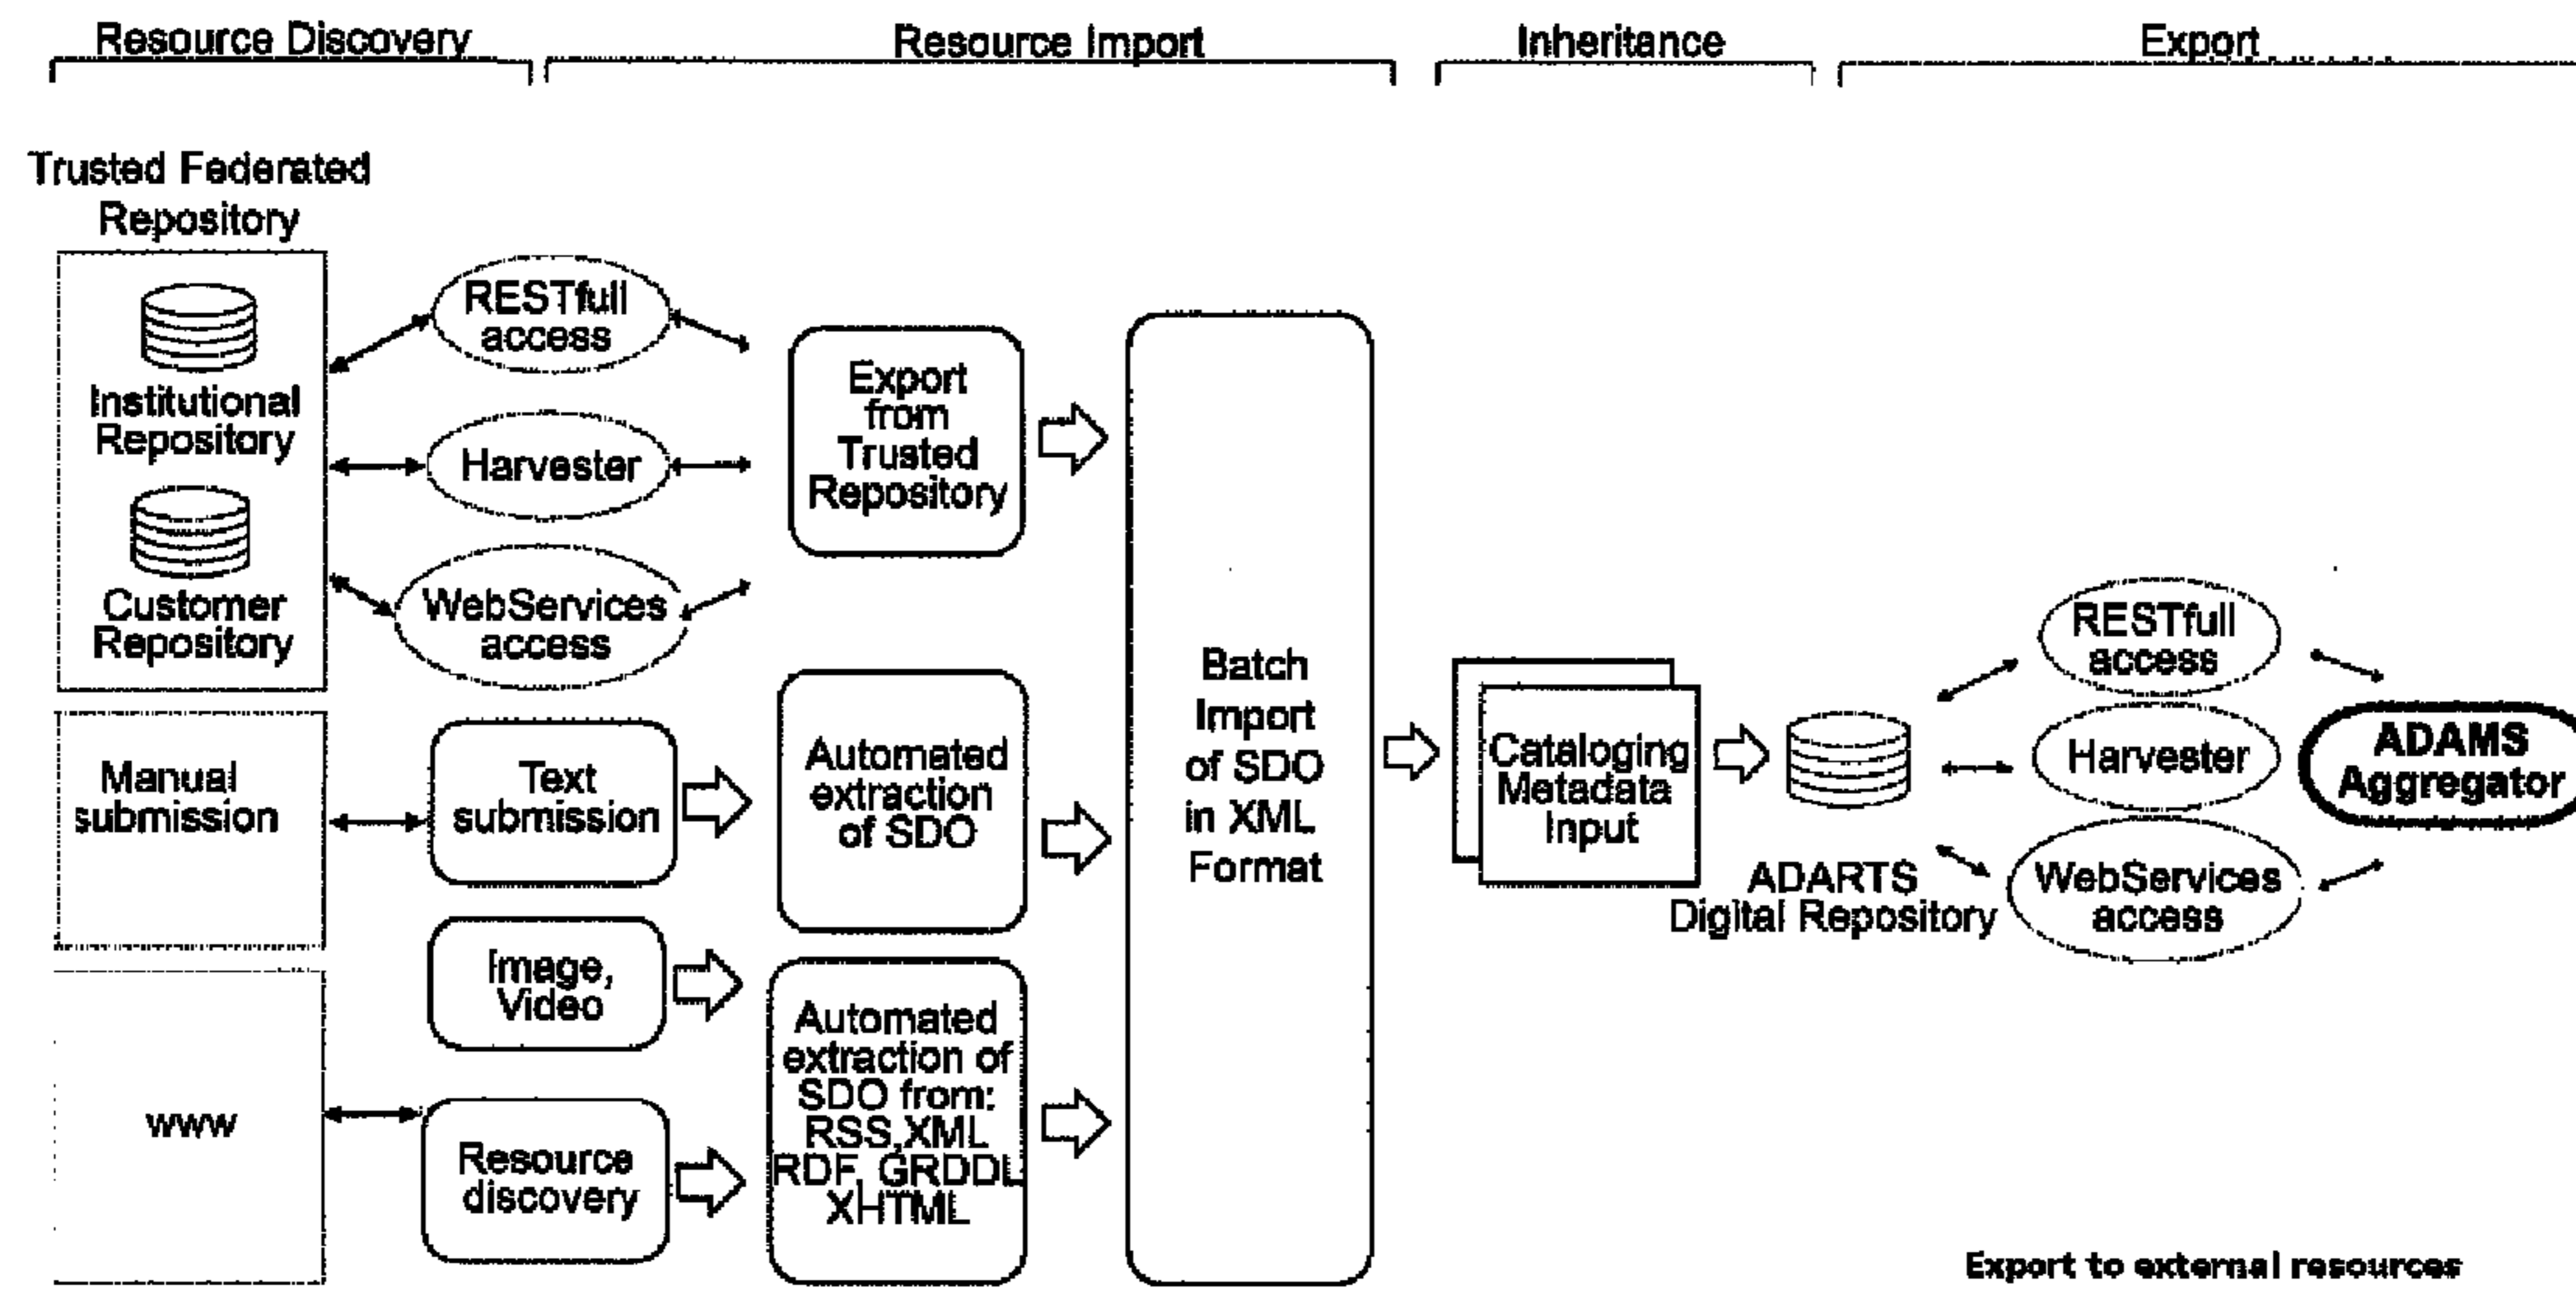 Resource Discovery
Resource Import
Inheritance
Export
Trusted Federated
Repository
Institutional
Repository
Customer
Repository
RESTfull
access
Harvester
WebServices
access
Export
from
Trusted
Repository
Manual
submission
Text
submission
Automated
extraction
of SDO
www
Image,
Video
Resource
discovery
Automated
extraction of
SDO from:
RSS,XML
RDF, GRDDL
XHTML
Batch
Import
of SDO
in XML
Format
Cataloging
Metadata
Input
ADARTS
Digital Repository
RESTfull
access
Harvester
WebServices
access
ADAMS
Aggregator
Export to external resources